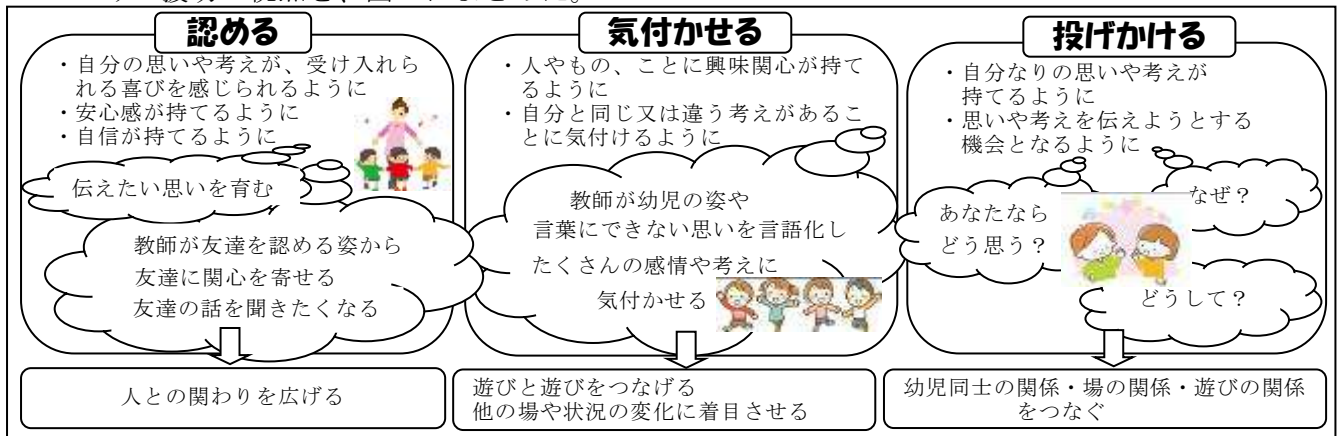 認める
・自分の思いや考えが、受け入れら
れる喜びを感じられるように
・安心感が持てるように
・自信が持てるように
伝えたい思いを育む
教師が友達を認める姿から
友達に関心を寄せる
友達の話を聞きたくなる
人との関わりを広げる
気付かせる
・人やもの、ことに興味関心が持て
るように
・自分と同じ又は違う考えがあるこ
とに気付けるように
教師が幼児の姿や
言葉にできない思いを言語化し
たくさんの感情や考えに
気付かせる
遊びと遊びをつなげる
他の場や状況の変化に着目させる
投げかける
・自分なりの思いや考えが
持てるように
・思いや考えを伝えようとする
機会となるように
なぜ？
あなたなら
どう思う？
どうして？
幼児同士の関係・場の関係・遊びの関係
をつなぐ